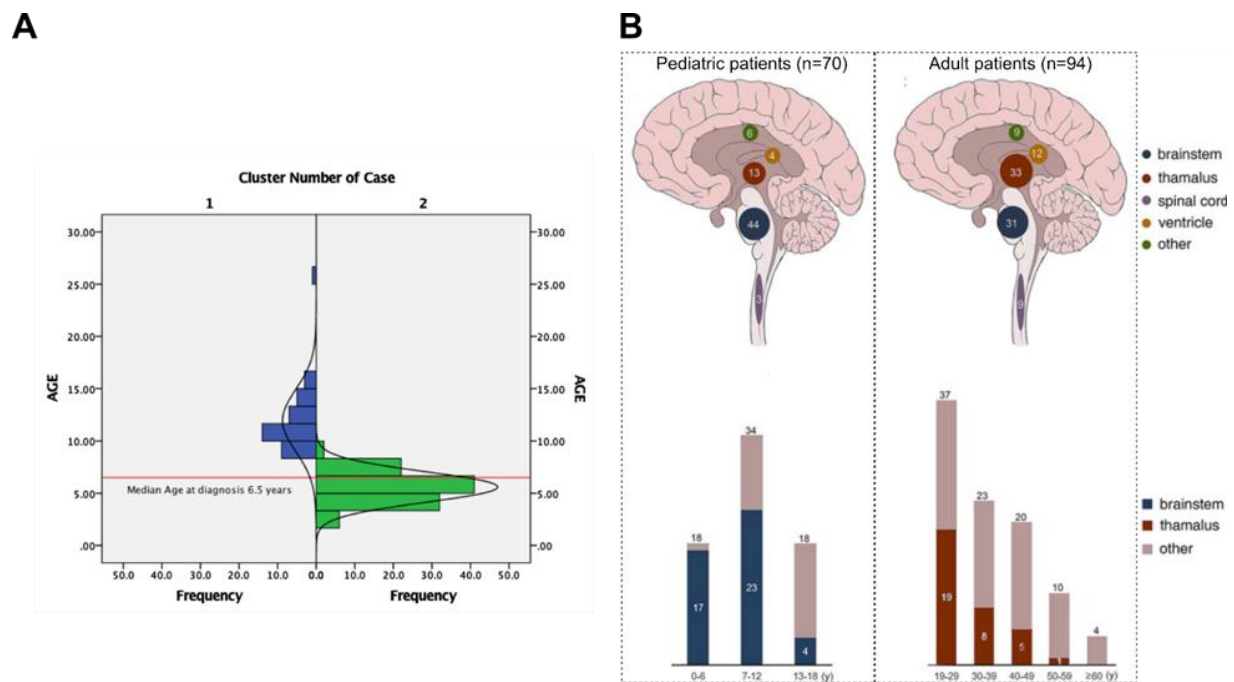 A
Cluster Number of Case
1 2
30.00 30.00
25.00 25.00
20.00 20.00
15.00 15.00
10.00 10.00
5.00 5.00
.00 .00
AGE AGE
Median Age at diagnosis 6.5 years
50.0 40.0 30.0 20.0 10.0 0.0 10.0 20.0 30.0 40.0 50.0
Frequency Frequency
B
Pediatric patients (n=70)
6
4
13
44
3
Adult patients (n=94)
9
12
33
31
9
brainstem
thamalus
spinal cord
ventricle
other
18 34 18
17 23 4
0-6 7-12 13-18 (y)
37 23 20 10 4
19 8 5 1
19-29 30-39 40-49 50-59 ≥60 (y)
brainstem
thamalus
other